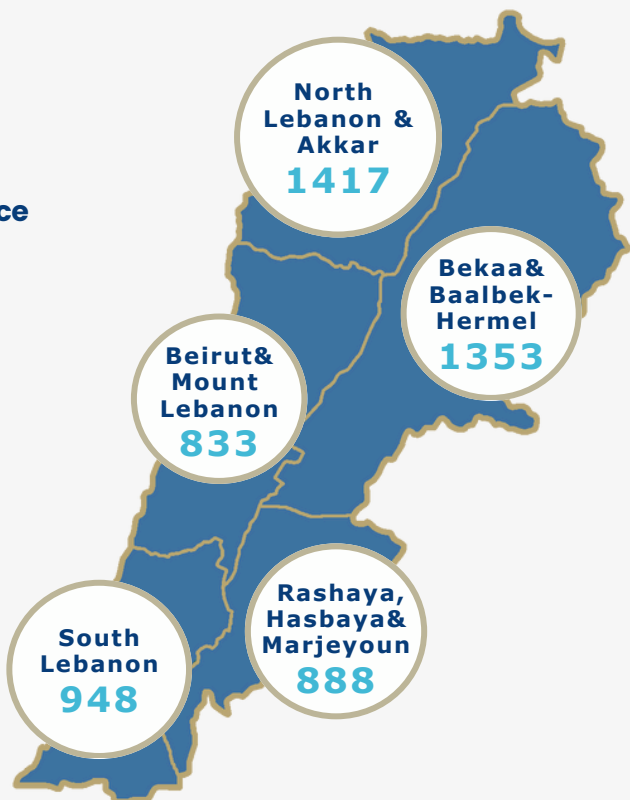 North
Lebanon &
Akkar
1417
ce
Bekaa&
Baalbek-
Hermel
1353
Beirut&
Mount
Lebanon
833
Rashaya,
Hasbaya&
Marjeyoun
888
South
Lebanon
948